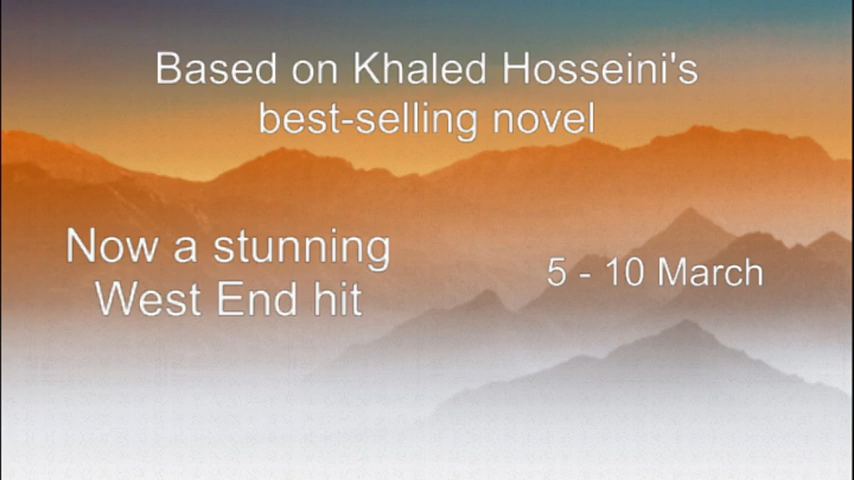 Based on Khaled Hosseini's
best-selling novel
Now a stunning
West End hit
5 - 10 March